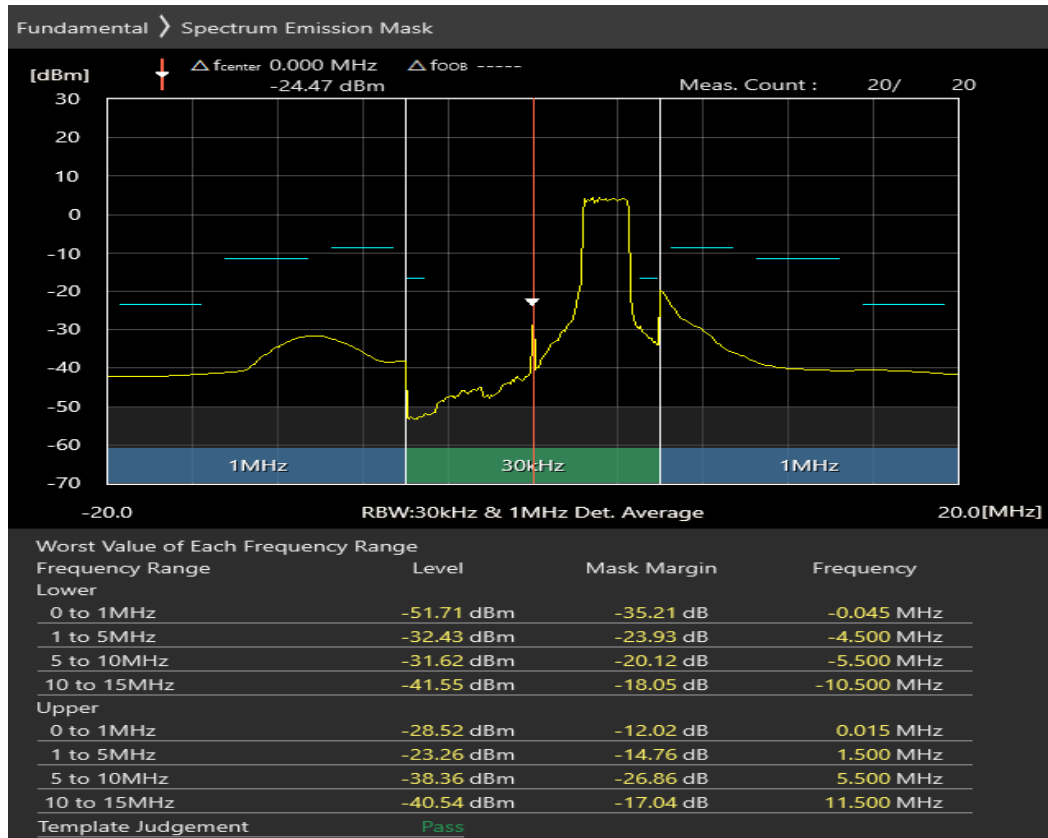 Fundamental ❯ Spectrum Emission Mask
[dBm] △ fcenter 0.000 MHz △ fOOB -----
-24.47 dBm Meas. Count : 20/ 20
30
20
10
0
-10
-20
-30
-40
-50
-60
-70
1MHz 30kHz 1MHz
-20.0 RBW:30kHz & 1MHz Det. Average 20.0[MHz]
Worst Value of Each Frequency Range
Frequency Range Level Mask Margin Frequency
Lower
0 to 1MHz -51.71 dBm -35.21 dB -0.045 MHz
1 to 5MHz -32.43 dBm -23.93 dB -4.500 MHz
5 to 10MHz -31.62 dBm -20.12 dB -5.500 MHz
10 to 15MHz -41.55 dBm -18.05 dB -10.500 MHz
Upper
0 to 1MHz -28.52 dBm -12.02 dB 0.015 MHz
1 to 5MHz -23.26 dBm -14.76 dB 1.500 MHz
5 to 10MHz -38.36 dBm -26.86 dB 5.500 MHz
10 to 15MHz -40.54 dBm -17.04 dB 11.500 MHz
Template Judgement Pass